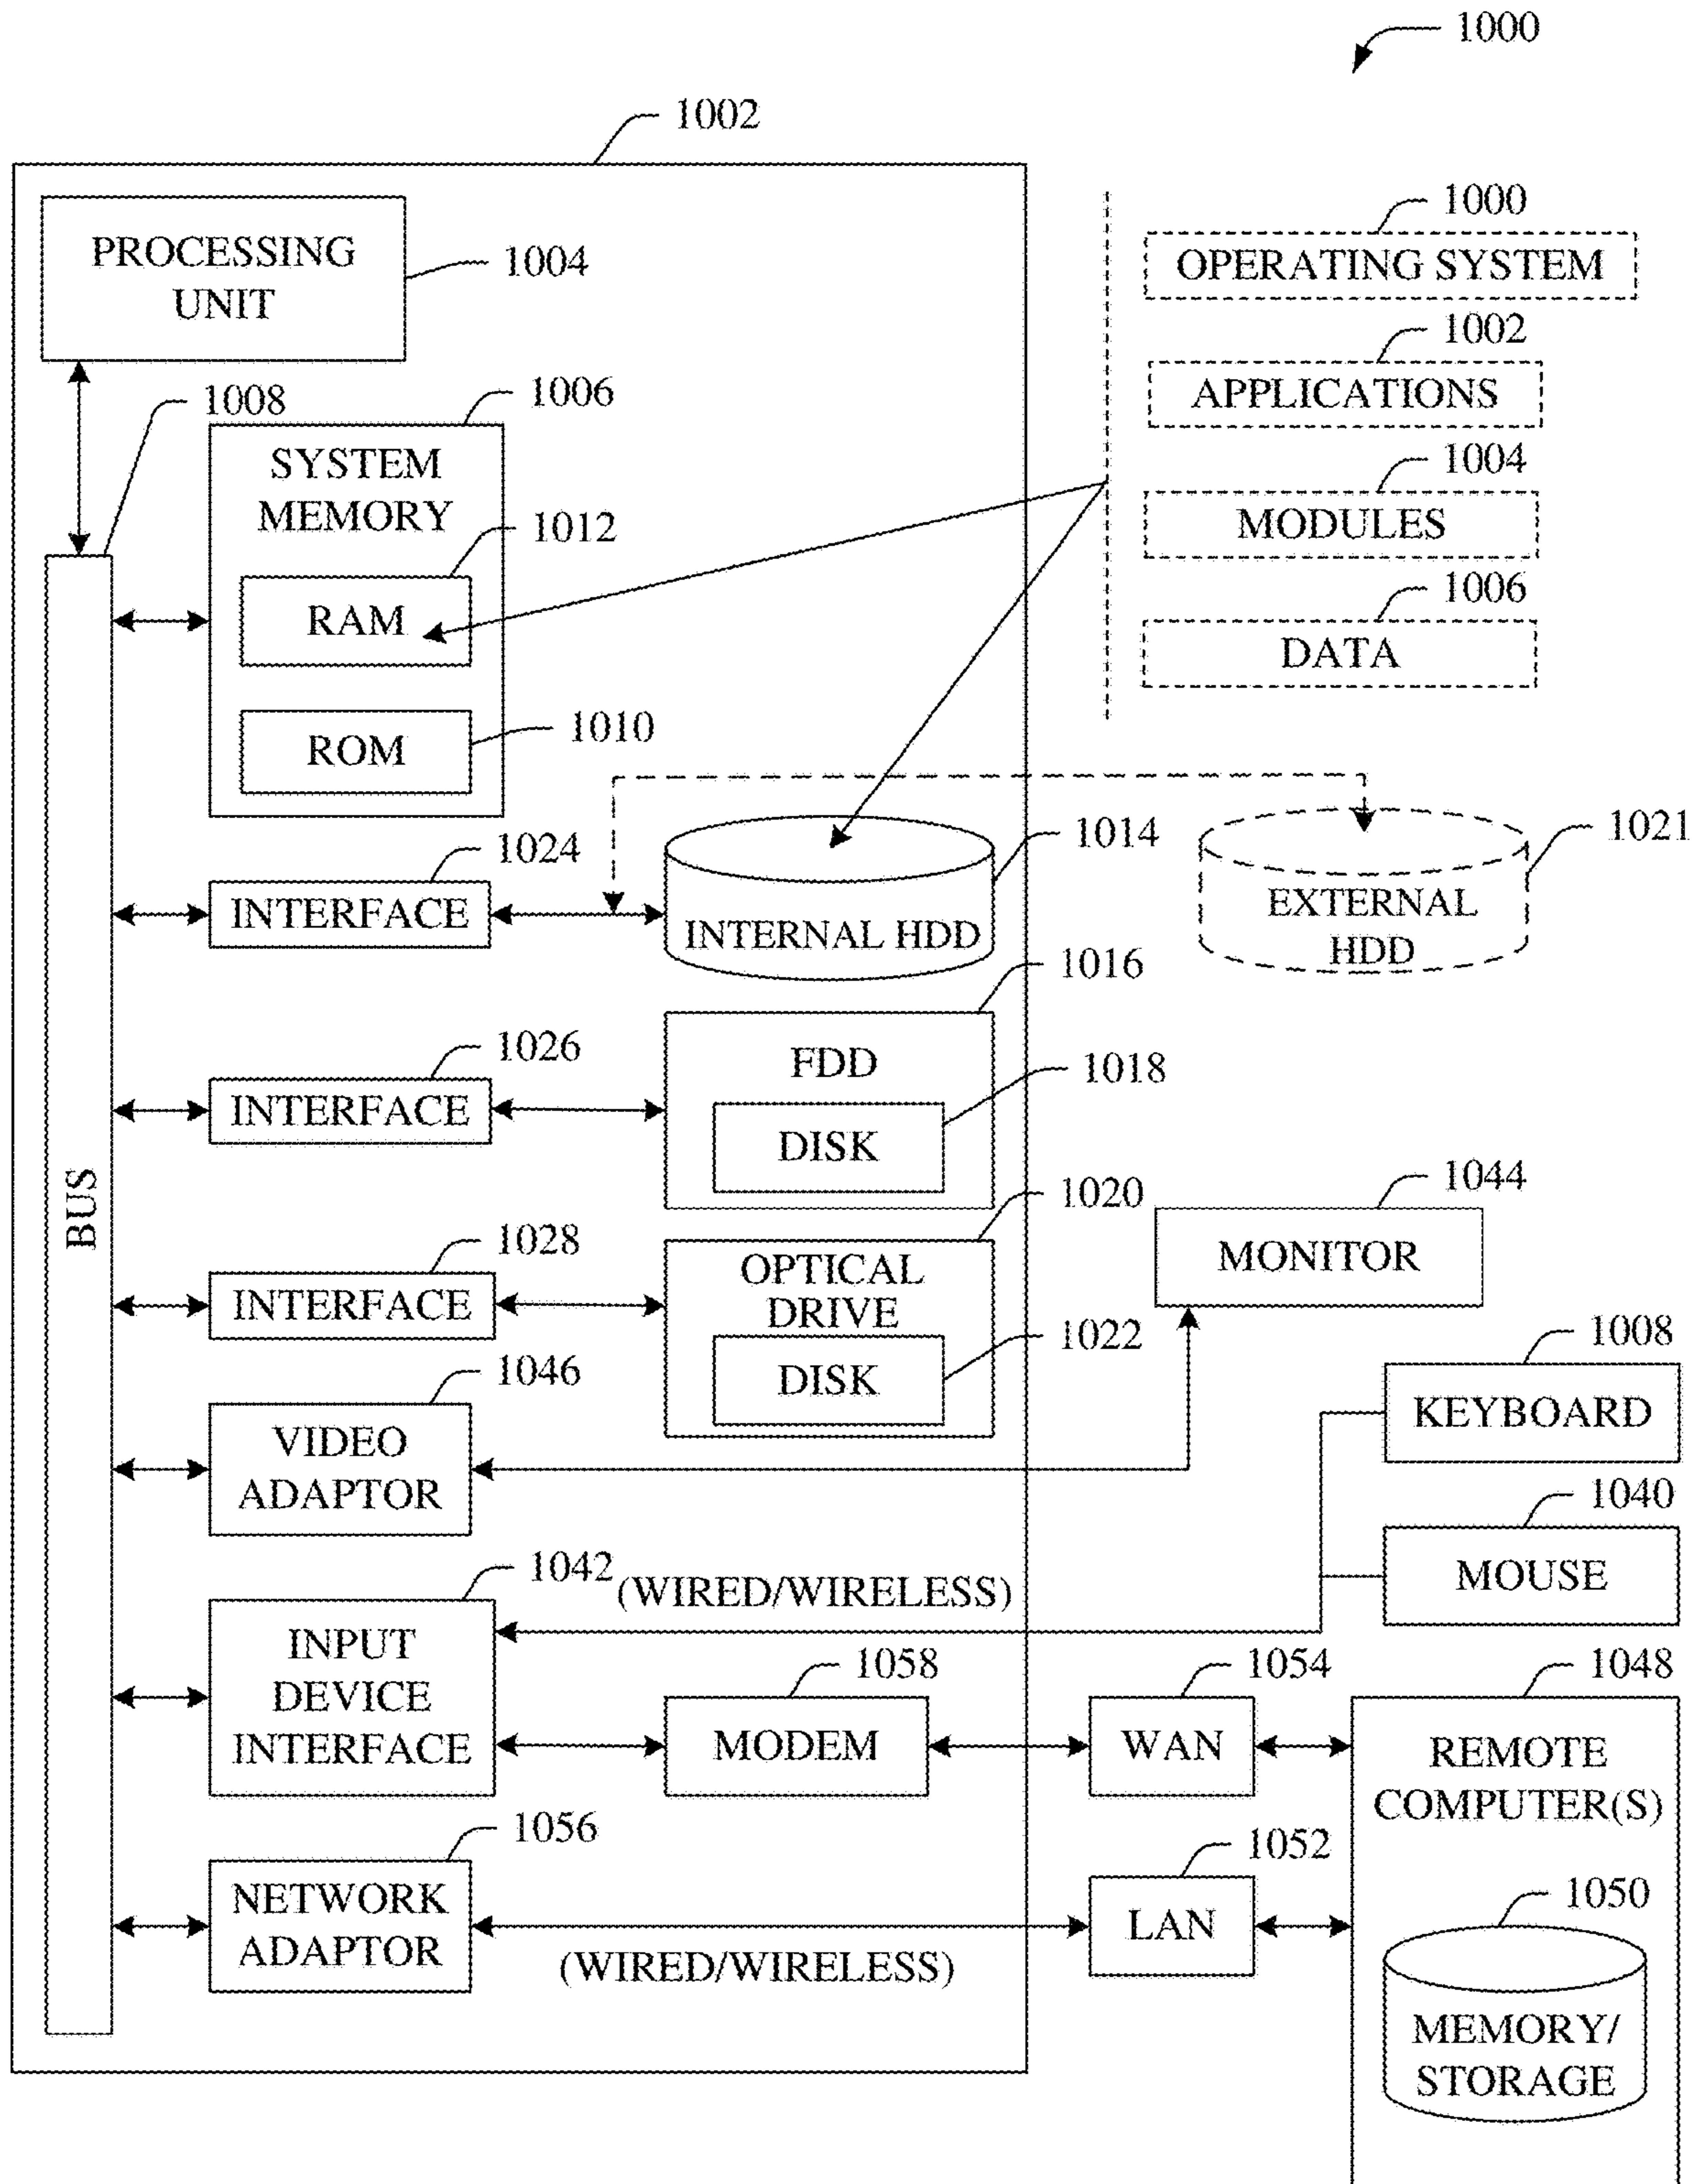 1000
1002
PROCESSING
UNIT
1004
1000
OPERATING SYSTEM
1002
APPLICATIONS
1004
MODULES
1006
DATA
1008
1006
SYSTEM
MEMORY
1012
RAM
1010
ROM
BUS
1024
INTERFACE
1014
INTERNAL HDD
1021
EXTERNAL
HDD
1026
INTERFACE
1016
FDD
1018
DISK
1028
INTERFACE
1020
OPTICAL
DRIVE
1022
DISK
1044
MONITOR
1046
VIDEO
ADAPTOR
1008
KEYBOARD
1040
MOUSE
1042
(WIRED/WIRELESS)
INPUT
DEVICE
INTERFACE
1058
MODEM
1054
WAN
1048
REMOTE
COMPUTER(S)
1056
NETWORK
ADAPTOR
(WIRED/WIRELESS)
1052
LAN
1050
MEMORY/
STORAGE